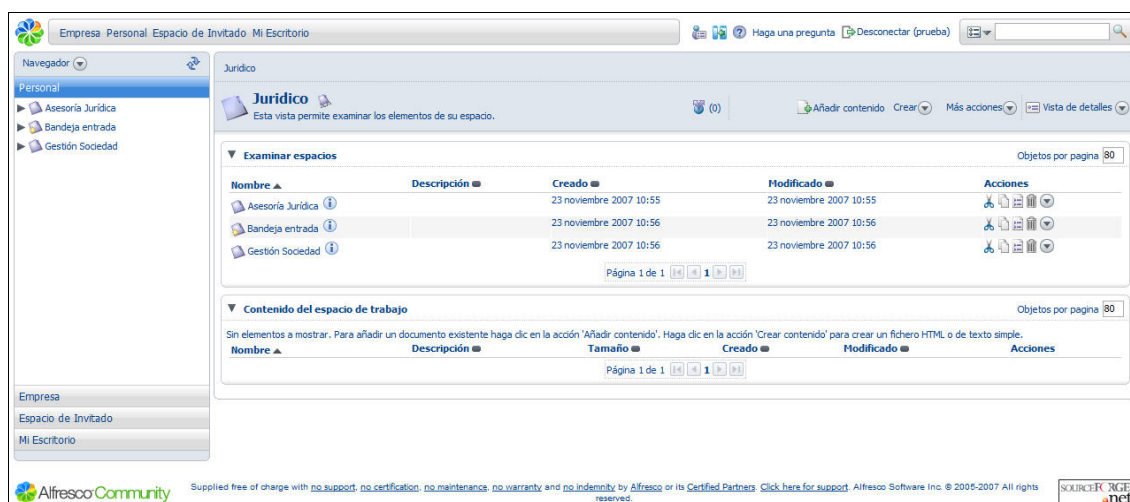 Empresa Personal Espacio de Invitado Mi Escritorio
Haga una pregunta Desconectar (prueba)
Navegador
Personal
Asesoría Jurídica
Bandeja entrada
Gestión Sociedad
Empresa
Espacio de Invitado
Mi Escritorio
Juridico
Juridico
Esta vista permite examinar los elementos de su espacio.
(0)
Añadir contenido Crear Más acciones Vista de detalles
Examinar espacios Objetos por pagina 80
Nombre Descripción Creado Modificado Acciones
Asesoría Jurídica 23 noviembre 2007 10:55 23 noviembre 2007 10:55
Bandeja entrada 23 noviembre 2007 10:56 23 noviembre 2007 10:56
Gestión Sociedad 23 noviembre 2007 10:56 23 noviembre 2007 10:56
Página 1 de 1 1
Contenido del espacio de trabajo Objetos por pagina 80
Sin elementos a mostrar. Para añadir un documento existente haga clic en la acción 'Añadir contenido'. Haga clic en la acción 'Crear contenido' para crear un fichero HTML o de texto simple.
Nombre Descripción Tamaño Creado Modificado Acciones
Página 1 de 1 1
Alfresco Community
Supplied free of charge with no support, no certification, no maintenance, no warranty and no indemnity by Alfresco or its Certified Partners. Click here for support. Alfresco Software Inc. © 2005-2007 All rights
reserved.
SOURCEFORGE
.net